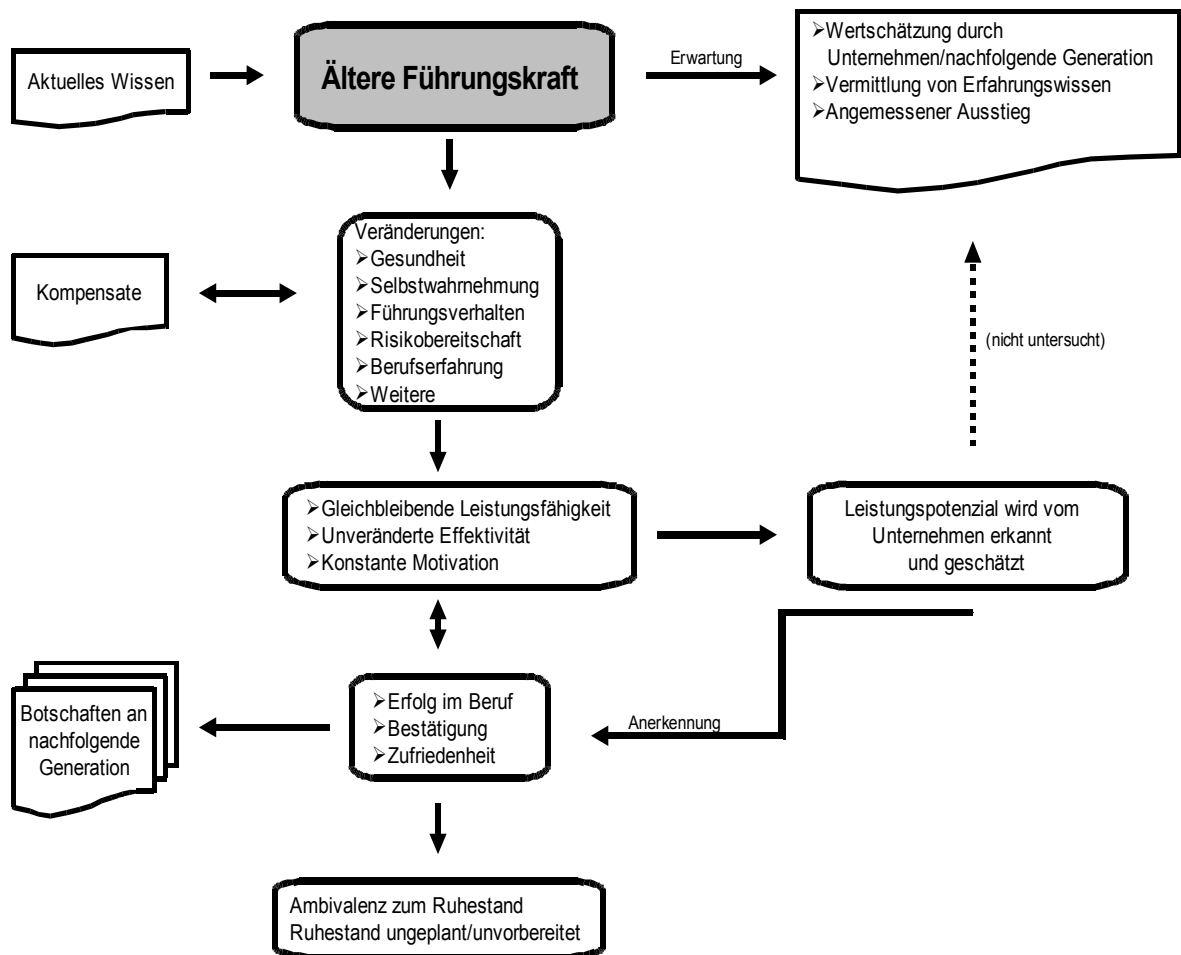 Aktuelles Wissen
Ältere Führungskraft
Erwartung
➢Wertschätzung durch
Unternehmen/nachfolgende Generation
➢Vermittlung von Erfahrungswissen
➢Angemessener Ausstieg
Kompensate
Veränderungen:
➢Gesundheit
➢Selbstwahrnehmung
➢Führungsverhalten
➢Risikobereitschaft
➢Berufserfahrung
➢Weitere
(nicht untersucht)
➢Gleichbleibende Leistungsfähigkeit
➢Unveränderte Effektivität
➢Konstante Motivation
Leistungspotenzial wird vom
Unternehmen erkannt
und geschätzt
Botschaften an
nachfolgende
Generation
➢Erfolg im Beruf
➢Bestätigung
➢Zufriedenheit
Anerkennung
Ambivalenz zum Ruhestand
Ruhestand ungeplant/unvorbereitet